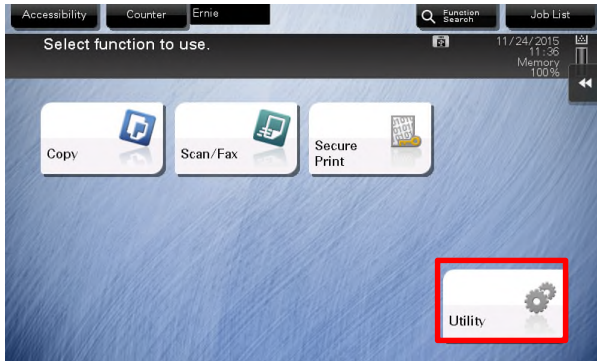 Accessibility
Counter
Ernie
Function
Search
Job List
Select function to use.
11/24/2015
11:36
Memory
100%
Copy
Scan/Fax
Secure
Print
Utility